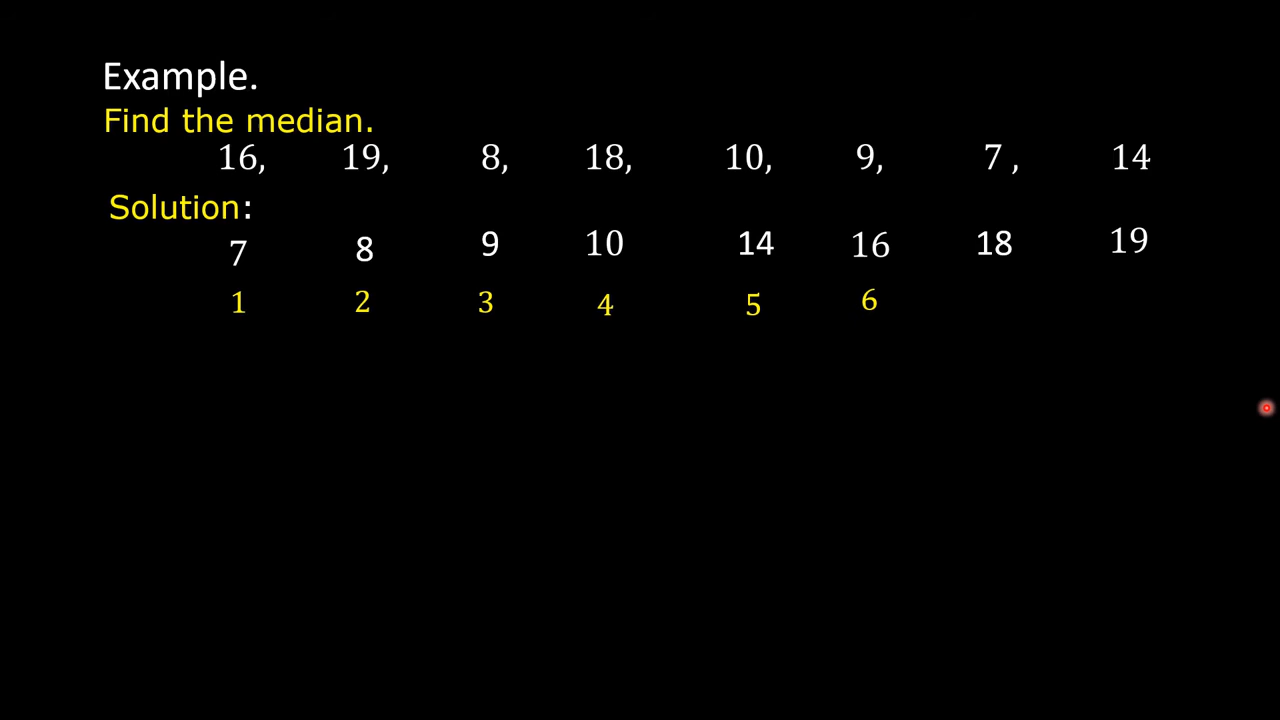 Example.
Find the median.
16, 19, 8, 18, 10, 9, 7 , 14
Solution:
7 8 9 10 14 16 18 19
1 2 3 4 5 6